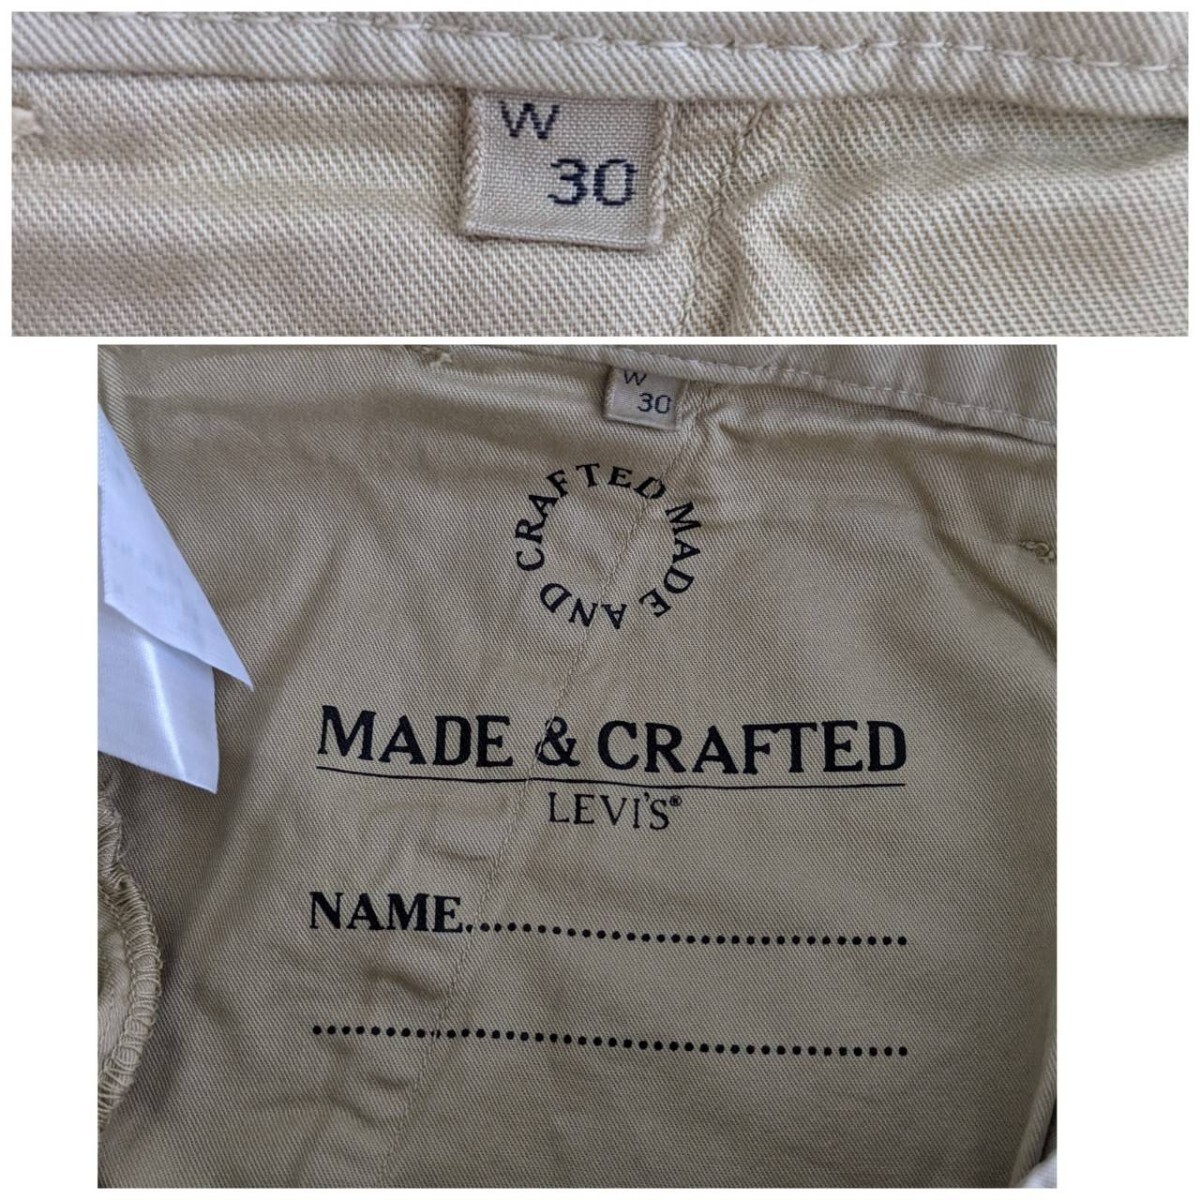 W
30
W
30
CRAFTED MADE AND
MADE & CRAFTED
LEVI'S®
NAME......................................
..........................................